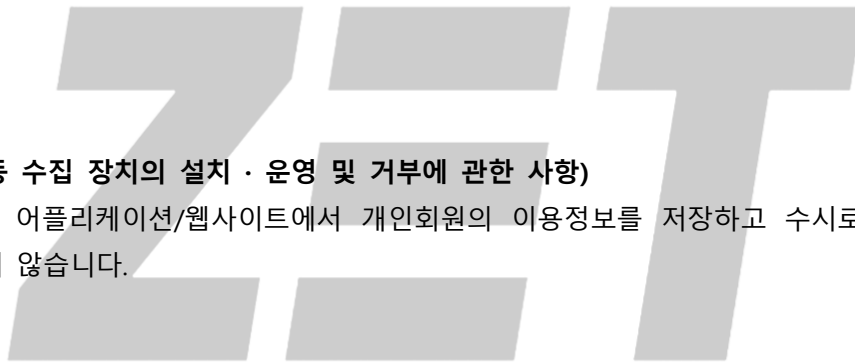 ZET
수집 장치의 설치 · 운영 및 거부에 관한 사항)
어플리케이션/웹사이트에서 개인회원의 이용정보를 저장하고 수시로
않습니다.